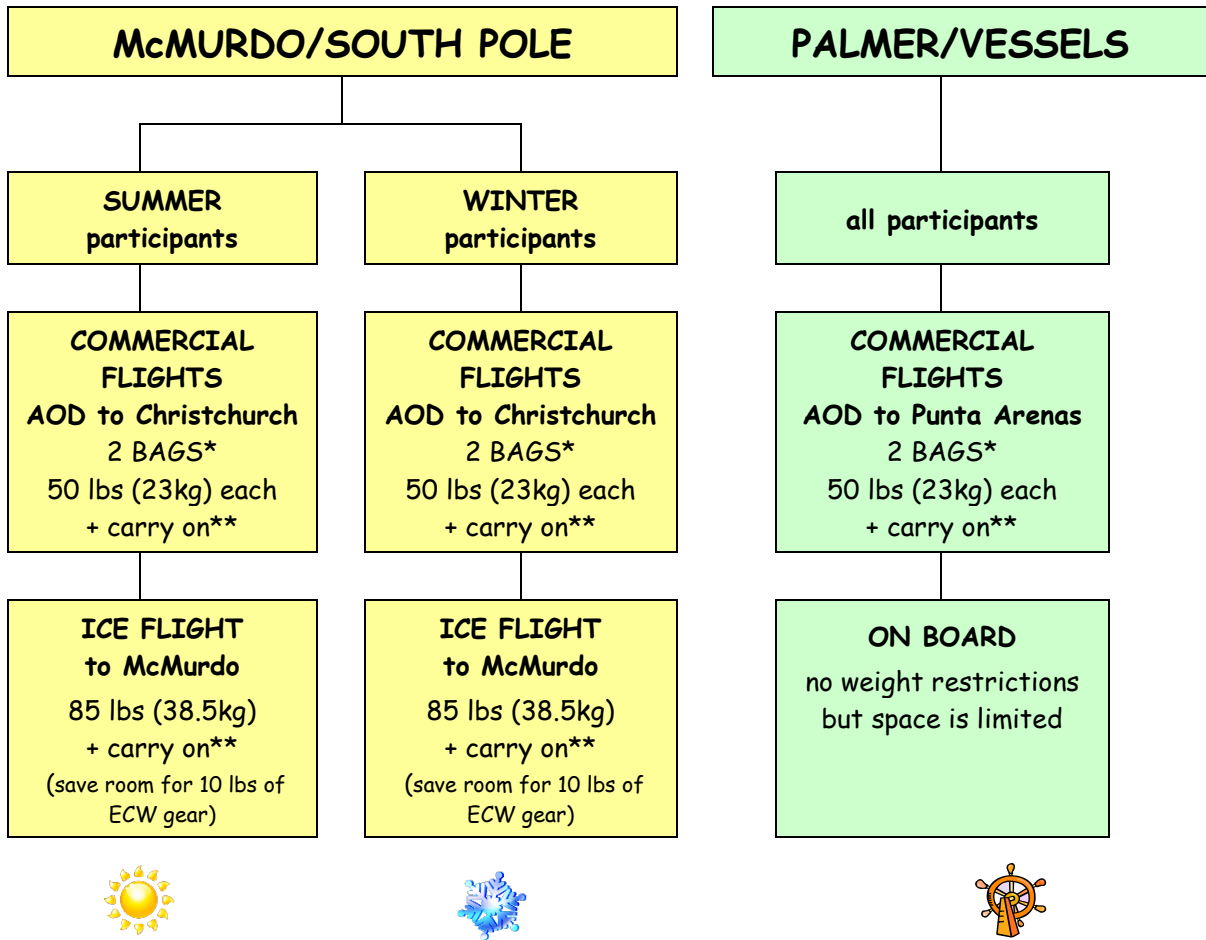 McMURDO/SOUTH POLE
PALMER/VESSELS
SUMMER
participants
WINTER
participants
all participants
COMMERCIAL
FLIGHTS
AOD to Christchurch
2 BAGS*
50 lbs (23kg) each
+ carry on**
COMMERCIAL
FLIGHTS
AOD to Christchurch
2 BAGS*
50 lbs (23kg) each
+ carry on**
COMMERCIAL
FLIGHTS
AOD to Punta Arenas
2 BAGS*
50 lbs (23kg) each
+ carry on**
ICE FLIGHT
to McMurdo
85 lbs (38.5kg)
+ carry on**
(save room for 10 lbs of
ECW gear)
ICE FLIGHT
to McMurdo
85 lbs (38.5kg)
+ carry on**
(save room for 10 lbs of
ECW gear)
ON BOARD
no weight restrictions
but space is limited